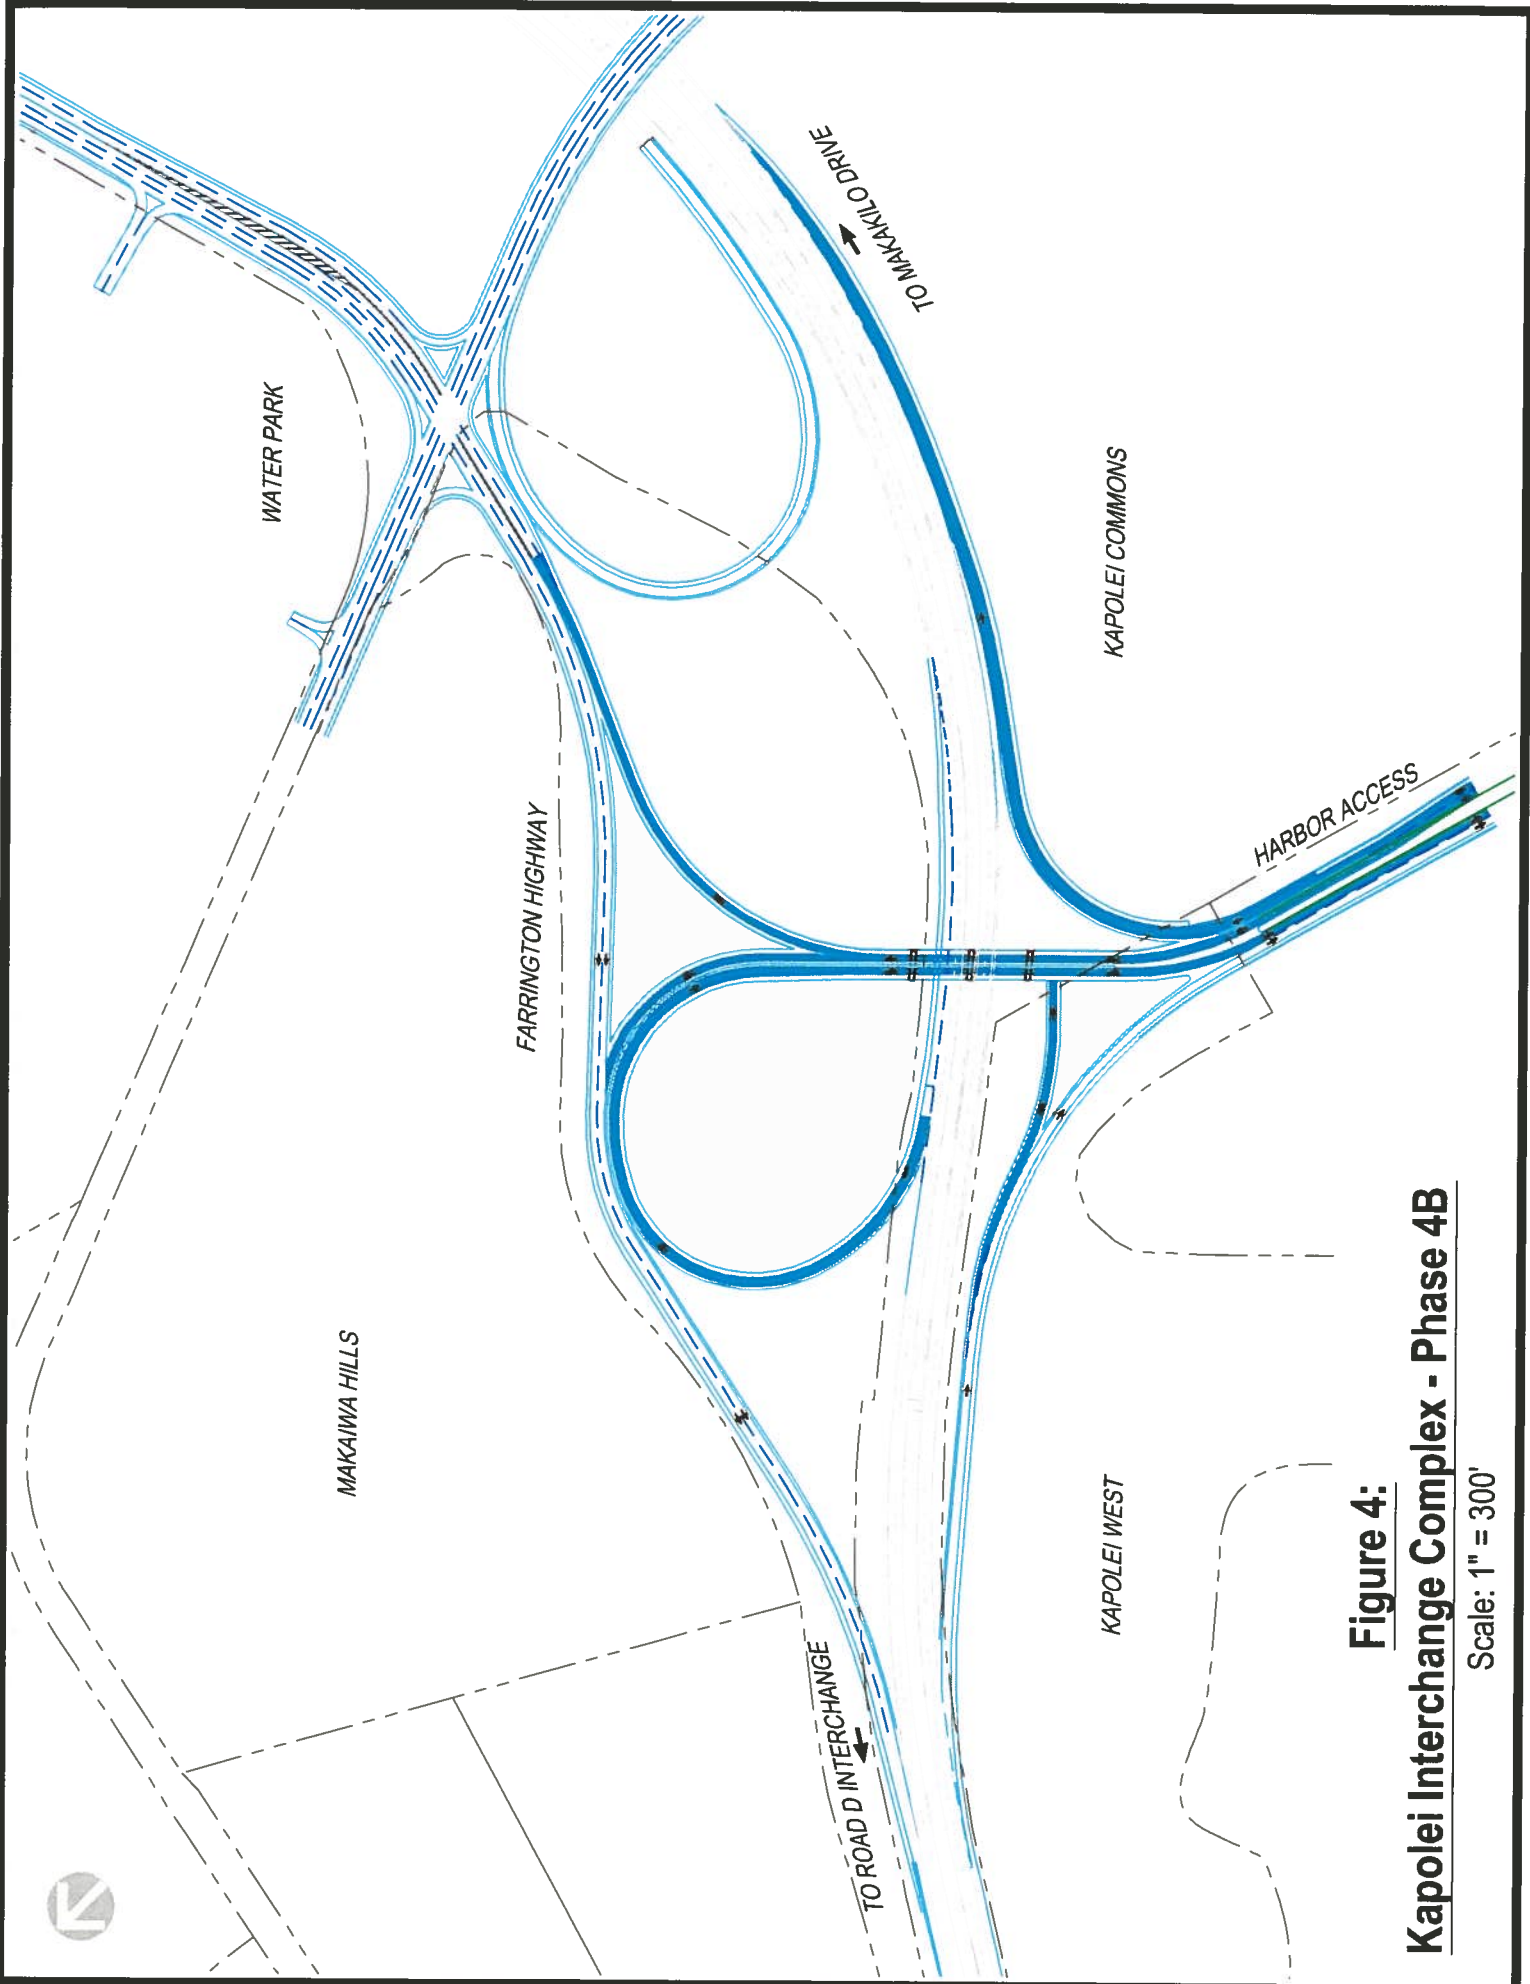 WATER PARK
TO MAKAKILO DRIVE
KAPOLEI COMMONS
FARRINGTON HIGHWAY
HARBOR ACCESS
MAKAIWA HILLS
KAPOLEI WEST
TO ROAD D INTERCHANGE
Figure 4:
Kapolei Interchange Complex - Phase 4B
Scale: 1" = 300'